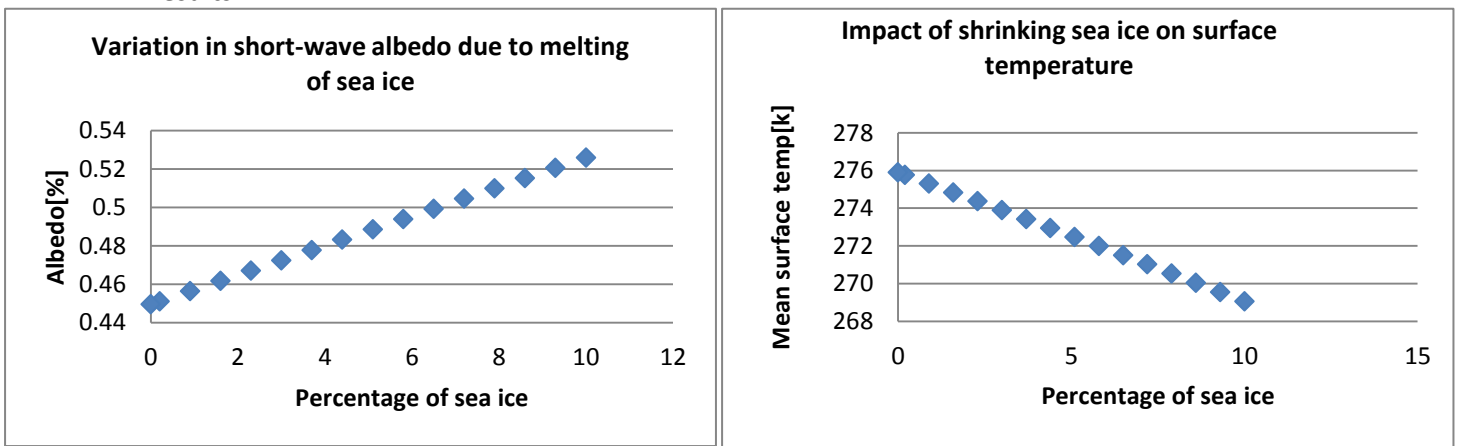 Variation in short-wave albedo due to melting
of sea ice
Albedo[%]
0.54
0.52
0.5
0.48
0.46
0.44
0 2 4 6 8 10 12
Percentage of sea ice
Impact of shrinking sea ice on surface
temperature
Mean surface temp[k]
278
276
274
272
270
268
0 5 10 15
Percentage of sea ice